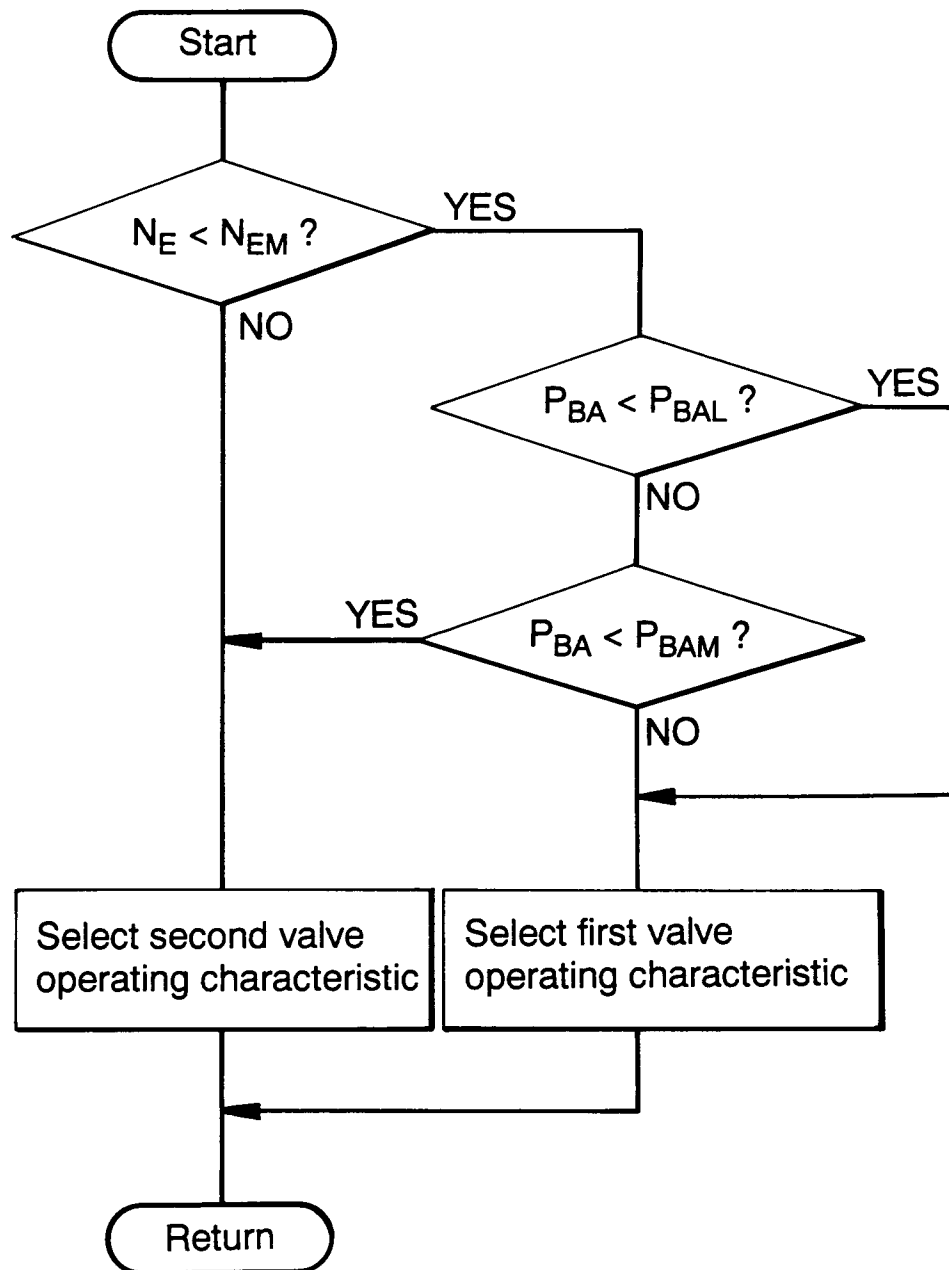 Start
N_E < N_EM ?
YES
NO
P_BA < P_BAL ?
YES
NO
P_BA < P_BAM ?
YES
NO
Select second valve
operating characteristic
Select first valve
operating characteristic
Return